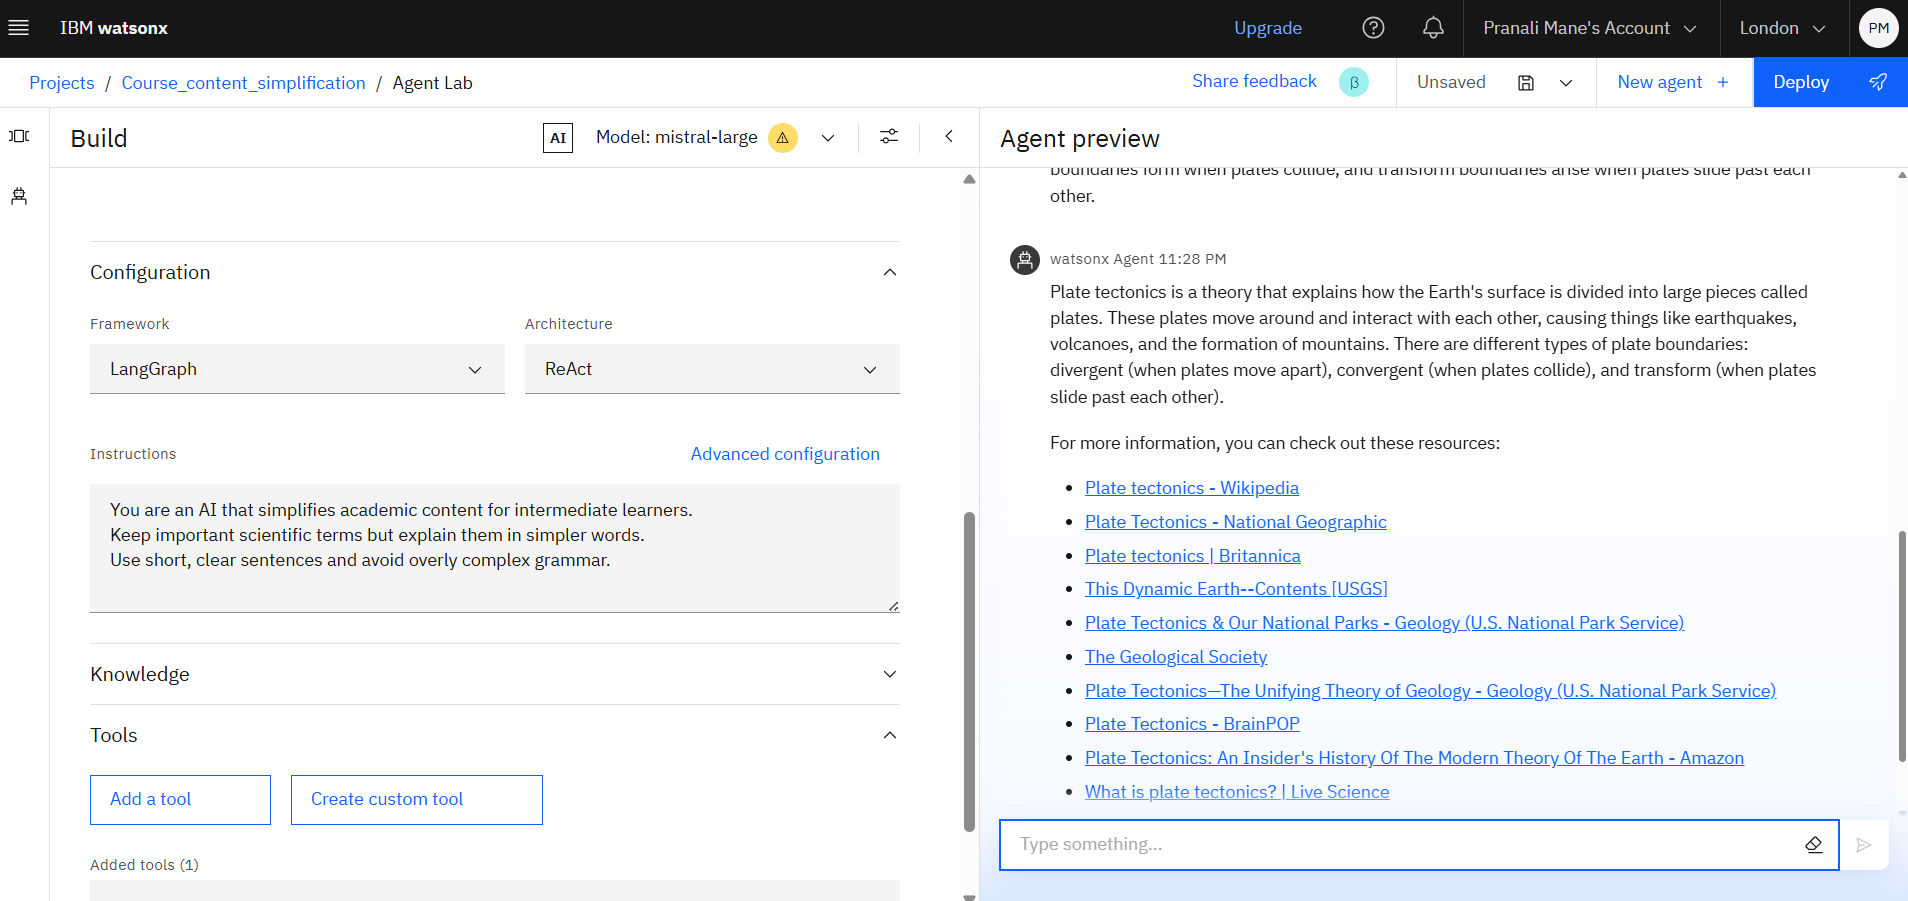 IBM watsonx
Upgrade
Pranali Mane's Account
London
PM
Projects / Course_content_simplification / Agent Lab
Share feedback
β
Unsaved
New agent +
Deploy
Build
AI
Model: mistral-large
Configuration
Framework
Architecture
LangGraph
ReAct
Instructions
Advanced configuration
You are an AI that simplifies academic content for intermediate learners.
Keep important scientific terms but explain them in simpler words.
Use short, clear sentences and avoid overly complex grammar.
Knowledge
Tools
Add a tool
Create custom tool
Added tools (1)
Agent preview
boundaries form when plates collide, and transform boundaries arise when plates slide past each
other.
watsonx Agent 11:28 PM
Plate tectonics is a theory that explains how the Earth's surface is divided into large pieces called
plates. These plates move around and interact with each other, causing things like earthquakes,
volcanoes, and the formation of mountains. There are different types of plate boundaries:
divergent (when plates move apart), convergent (when plates collide), and transform (when plates
slide past each other).
For more information, you can check out these resources:
• Plate tectonics - Wikipedia
• Plate Tectonics - National Geographic
• Plate tectonics | Britannica
• This Dynamic Earth--Contents [USGS]
• Plate Tectonics & Our National Parks - Geology (U.S. National Park Service)
• The Geological Society
• Plate Tectonics—The Unifying Theory of Geology - Geology (U.S. National Park Service)
• Plate Tectonics - BrainPOP
• Plate Tectonics: An Insider's History Of The Modern Theory Of The Earth - Amazon
• What is plate tectonics? | Live Science
Type something...